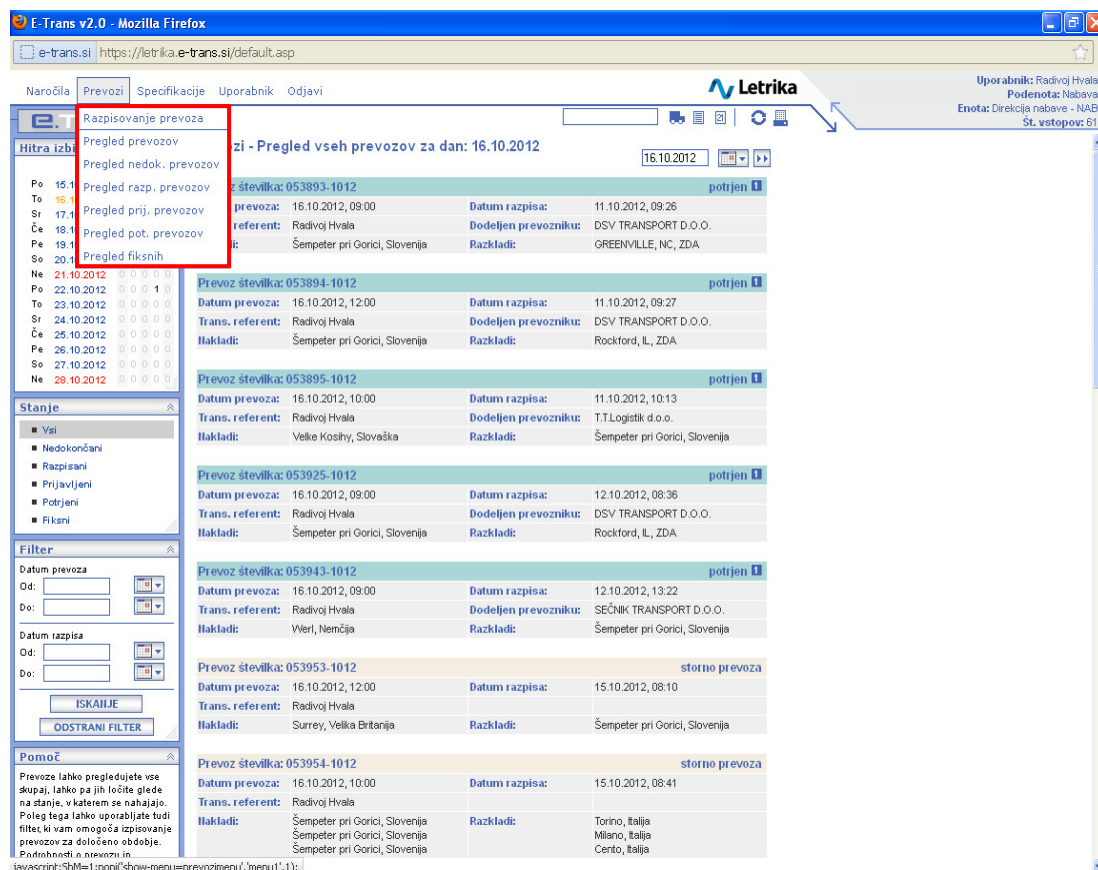 E-Trans v2.0 - Mozilla Firefox
e-trans.si https://letrika.e-trans.si/default.asp
Naročila Prevozi Specifikacije Uporabnik Odjavi
Letrika
Uporabnik: Radivoj Hvala
Podenota: Nabava
Enota: Direkcija nabave - NAB
Št. vstopov: 61
Razpisovanje prevoza
Pregled prevozov
Pregled nedok. prevozov
Pregled razp. prevozov
Pregled prij. prevozov
Pregled pot. prevozov
Pregled fiksnih
zi - Pregled vseh prevozov za dan: 16.10.2012
16.10.2012
Hitra izbi
Po 15.1
To 16.1
Sr 17.1
Če 18.1
Pe 19.1
So 20.1
Ne 21.10.2012 0 0 0 0 0
Po 22.10.2012 0 0 0 1 0
To 23.10.2012 0 0 0 0 0
Sr 24.10.2012 0 0 0 0 0
Če 25.10.2012 0 0 0 0 0
Pe 26.10.2012 0 0 0 0 0
So 27.10.2012 0 0 0 0 0
Ne 28.10.2012 0 0 0 0 0
Stanje
Vsi
Nedokončani
Razpisani
Prijavljeni
Potrjeni
Fiksni
Filter
Datum prevoza
Od:
Do:
Datum razpisa
Od:
Do:
ISKANJE
ODSTRANI FILTER
Pomoč
Prevoze lahko pregledujete vse
skupaj, lahko pa jih ločite glede
na stanje, v katerem se nahajajo.
Poleg tega lahko uporabljate tudi
filter, ki vam omogoča izpisovanje
prevozov za določeno obdobje.
Podrobnosti o prevozu in
oz številka: 053893-1012 potrjen 1
prevoza: 16.10.2012, 09:00 Datum razpisa: 11.10.2012, 09:26
referent: Radivoj Hvala Dodeljen prevozniku: DSV TRANSPORT D.O.O.
di: Šempeter pri Gorici, Slovenija Razkladi: GREENVILLE, NC, ZDA
Prevoz številka: 053894-1012 potrjen 1
Datum prevoza: 16.10.2012, 12:00 Datum razpisa: 11.10.2012, 09:27
Trans. referent: Radivoj Hvala Dodeljen prevozniku: DSV TRANSPORT D.O.O.
Nakladi: Šempeter pri Gorici, Slovenija Razkladi: Rockford, IL, ZDA
Prevoz številka: 053895-1012 potrjen 1
Datum prevoza: 16.10.2012, 10:00 Datum razpisa: 11.10.2012, 10:13
Trans. referent: Radivoj Hvala Dodeljen prevozniku: T.T.Logistik d.o.o.
Nakladi: Velke Kosihy, Slovaška Razkladi: Šempeter pri Gorici, Slovenija
Prevoz številka: 053925-1012 potrjen 1
Datum prevoza: 16.10.2012, 09:00 Datum razpisa: 12.10.2012, 08:36
Trans. referent: Radivoj Hvala Dodeljen prevozniku: DSV TRANSPORT D.O.O.
Nakladi: Šempeter pri Gorici, Slovenija Razkladi: Rockford, IL, ZDA
Prevoz številka: 053943-1012 potrjen 1
Datum prevoza: 16.10.2012, 09:00 Datum razpisa: 12.10.2012, 13:22
Trans. referent: Radivoj Hvala Dodeljen prevozniku: SEČNIK TRANSPORT D.O.O.
Nakladi: Werl, Nemčija Razkladi: Šempeter pri Gorici, Slovenija
Prevoz številka: 053953-1012 storno prevoza
Datum prevoza: 16.10.2012, 12:00 Datum razpisa: 15.10.2012, 08:10
Trans. referent: Radivoj Hvala
Nakladi: Surrey, Velika Britanija Razkladi: Šempeter pri Gorici, Slovenija
Prevoz številka: 053954-1012 storno prevoza
Datum prevoza: 16.10.2012, 10:00 Datum razpisa: 15.10.2012, 08:41
Trans. referent: Radivoj Hvala
Nakladi: Šempeter pri Gorici, Slovenija Razkladi: Torino, Italija
Šempeter pri Gorici, Slovenija Milano, Italija
Šempeter pri Gorici, Slovenija Cento, Italija
javascript:ShM=1;popi('show-menu=prevozimenu','menu1',1);